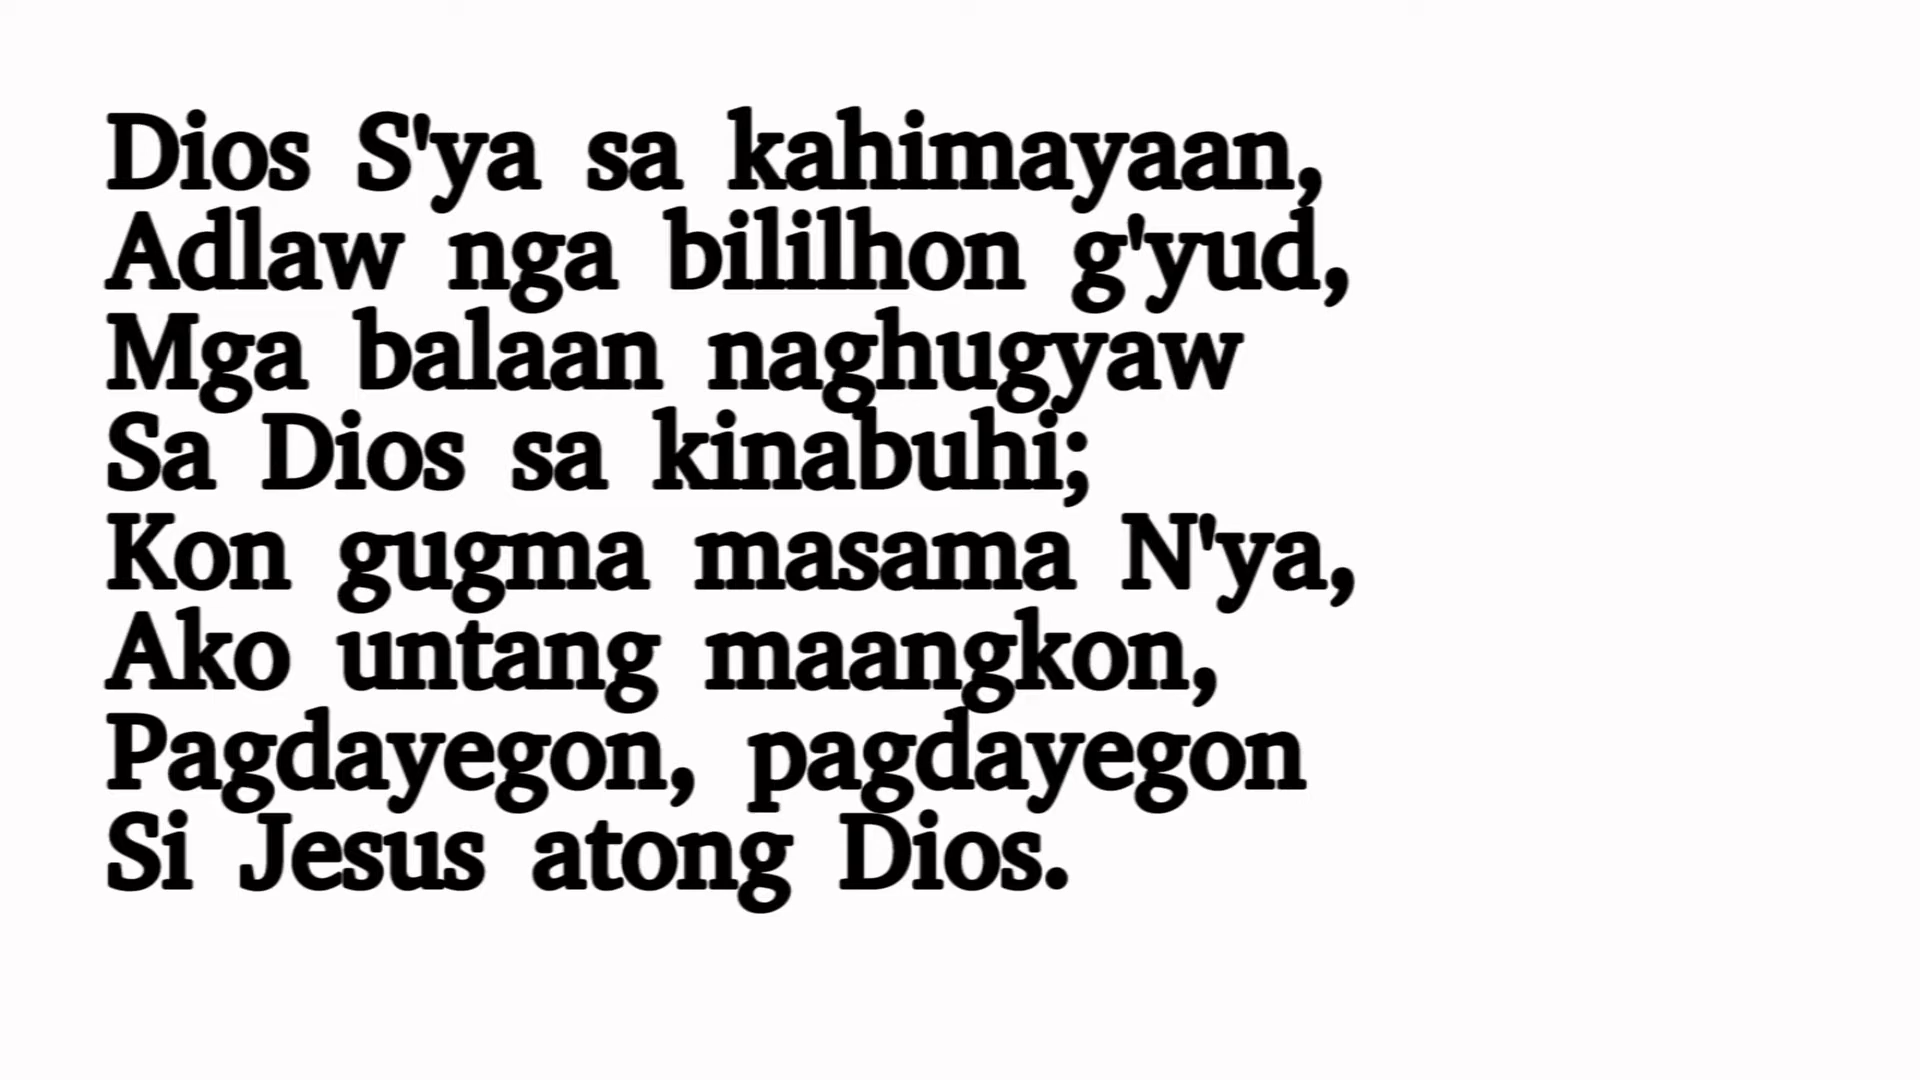 Dios S'ya sa kahimayaan,
Adlaw nga bililhon g'yud,
Mga balaan naghugyaw
Sa Dios sa kinabuhi;
Kon gugma masama N'ya,
Ako untang maangkon,
Pagdayegon, pagdayegon
Si Jesus atong Dios.